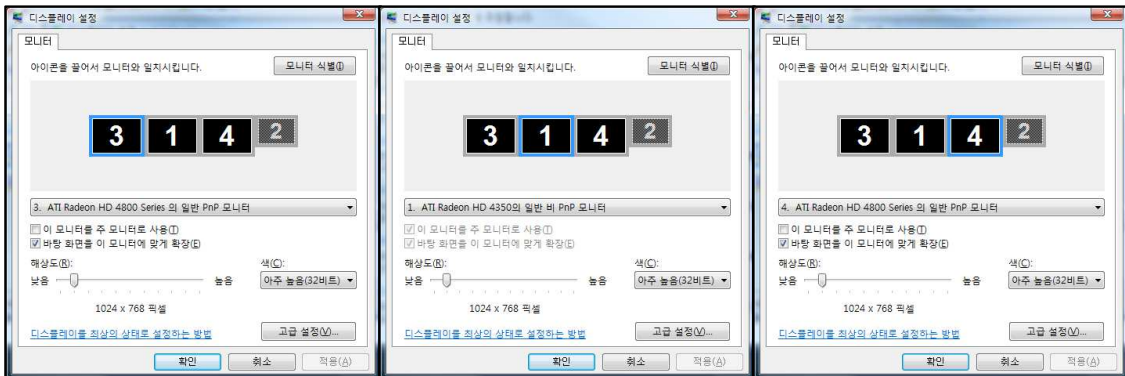 디스플레이 설정
모니터
아이콘을 끌어서 모니터와 일치시킵니다.
모니터 식별(I)
3 1 4 2
3. ATI Radeon HD 4800 Series 의 일반 PnP 모니터
이 모니터를 주 모니터로 사용(T)
바탕 화면을 이 모니터에 맞게 확장(E)
해상도(R):
색(C):
낮음
높음
아주 높음(32비트)
1024 x 768 픽셀
디스플레이를 최상의 상태로 설정하는 방법
고급 설정(V)...
확인
취소
적용(A)
디스플레이 설정
모니터
아이콘을 끌어서 모니터와 일치시킵니다.
모니터 식별(I)
3 1 4 2
1. ATI Radeon HD 4350의 일반 비 PnP 모니터
이 모니터를 주 모니터로 사용(T)
바탕 화면을 이 모니터에 맞게 확장(E)
해상도(R):
색(C):
낮음
높음
아주 높음(32비트)
1024 x 768 픽셀
디스플레이를 최상의 상태로 설정하는 방법
고급 설정(V)...
확인
취소
적용(A)
디스플레이 설정
모니터
아이콘을 끌어서 모니터와 일치시킵니다.
모니터 식별(I)
3 1 4 2
4. ATI Radeon HD 4800 Series 의 일반 PnP 모니터
이 모니터를 주 모니터로 사용(T)
바탕 화면을 이 모니터에 맞게 확장(E)
해상도(R):
색(C):
낮음
높음
아주 높음(32비트)
1024 x 768 픽셀
디스플레이를 최상의 상태로 설정하는 방법
고급 설정(V)...
확인
취소
적용(A)